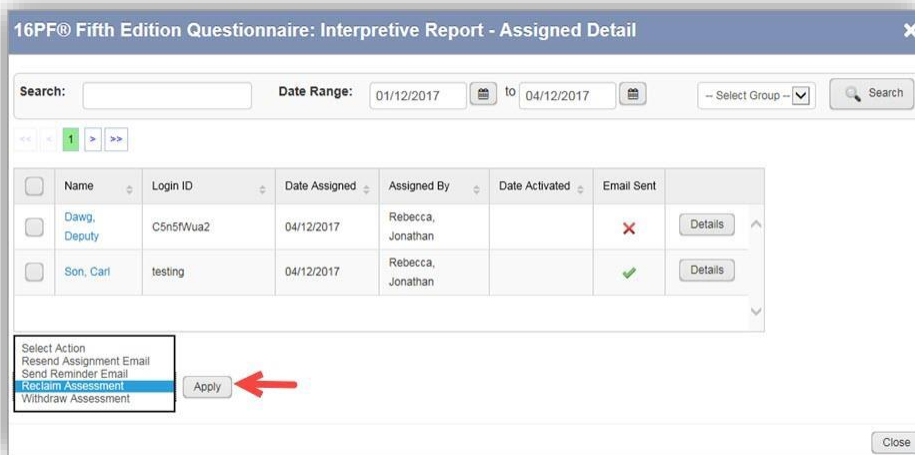 16PF® Fifth Edition Questionnaire: Interpretive Report - Assigned Detail
Search: Date Range: 01/12/2017 to 04/12/2017 -- Select Group -- Search
<< < 1 > >>
Name Login ID Date Assigned Assigned By Date Activated Email Sent
Dawg, Deputy C5n5fWua2 04/12/2017 Rebecca, Jonathan Details
Son, Carl testing 04/12/2017 Rebecca, Jonathan Details
Select Action
Resend Assignment Email
Send Reminder Email
Reclaim Assessment
Withdraw Assessment
Apply
Close